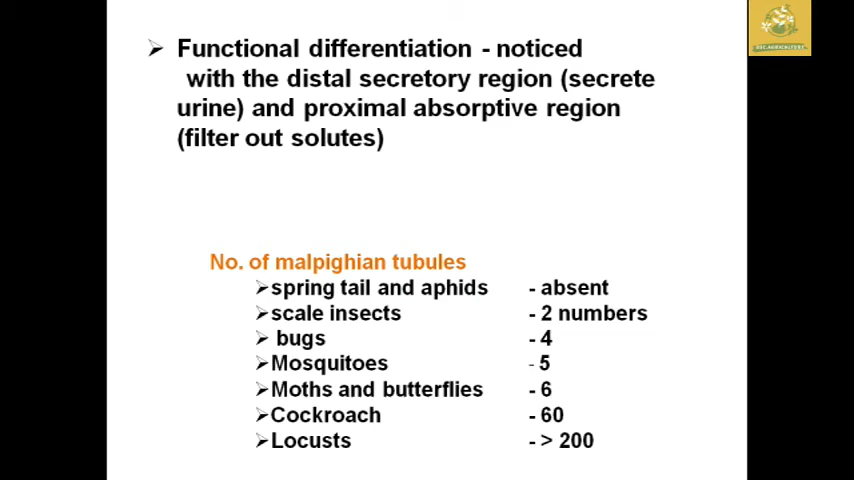 ➢ Functional differentiation - noticed
with the distal secretory region (secrete
urine) and proximal absorptive region
(filter out solutes)
No. of malpighian tubules
➢spring tail and aphids - absent
➢scale insects - 2 numbers
➢ bugs - 4
➢Mosquitoes - 5
➢Moths and butterflies - 6
➢Cockroach - 60
➢Locusts - > 200